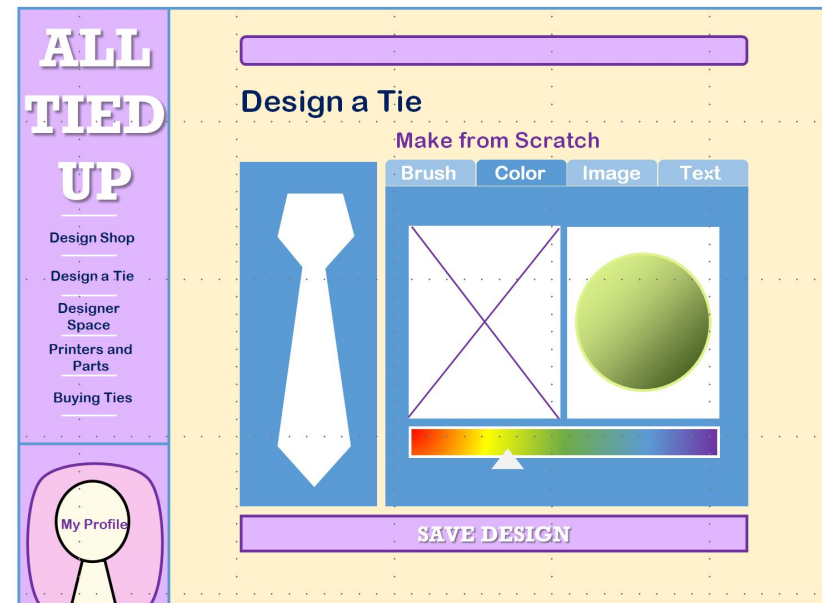 ALL
TIED
UP
Design Shop
Design a Tie
Designer
Space
Printers and
Parts
Buying Ties
My Profile
Design a Tie
Make from Scratch
Brush Color Image Text
SAVE DESIGN